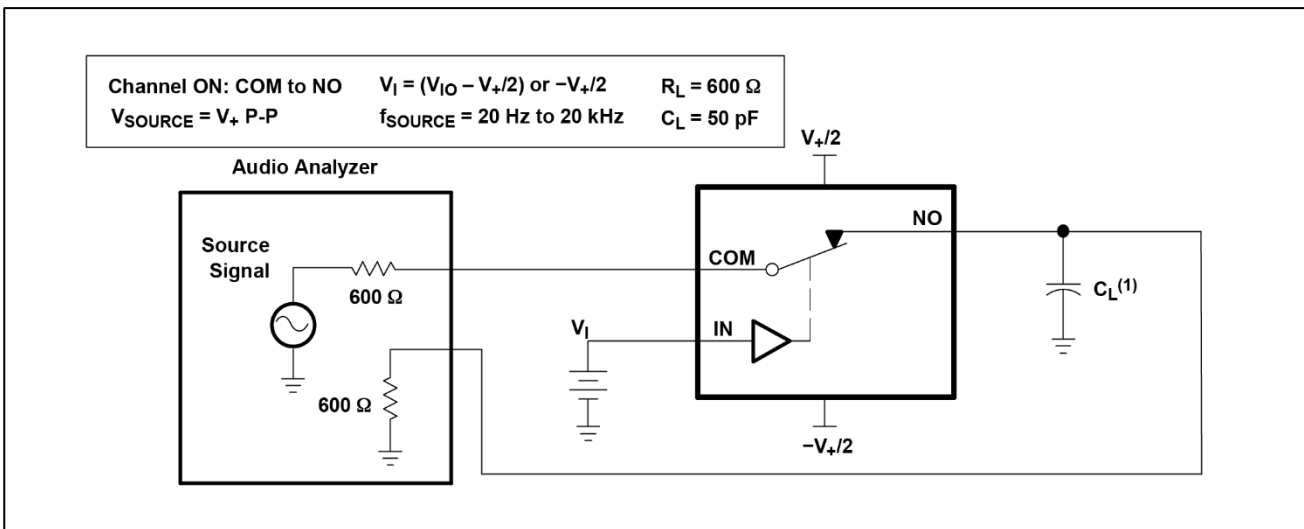 Channel ON: COM to NO V_I = (V_IO – V_+/2) or –V_+/2 R_L = 600 Ω
V_SOURCE = V_+ P-P f_SOURCE = 20 Hz to 20 kHz C_L = 50 pF
V_+/2
Audio Analyzer
NO
Source
Signal
COM
600 Ω
C_L(1)
V_I
IN
600 Ω
–V_+/2